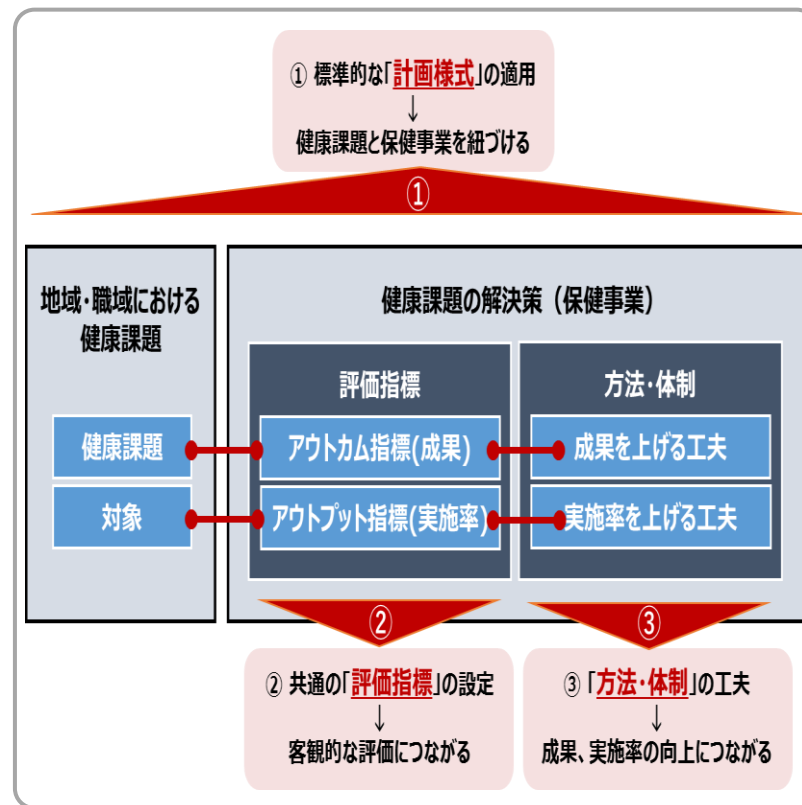 ① 標準的な「計画様式」の適用
↓
健康課題と保健事業を紐づける
①
地域・職域における
健康課題
健康課題
対象
健康課題の解決策（保健事業）
評価指標
アウトカム指標(成果)
アウトプット指標(実施率)
方法・体制
成果を上げる工夫
実施率を上げる工夫
②
③
② 共通の「評価指標」の設定
↓
客観的な評価につながる
③ 「方法・体制」の工夫
↓
成果、実施率の向上につながる